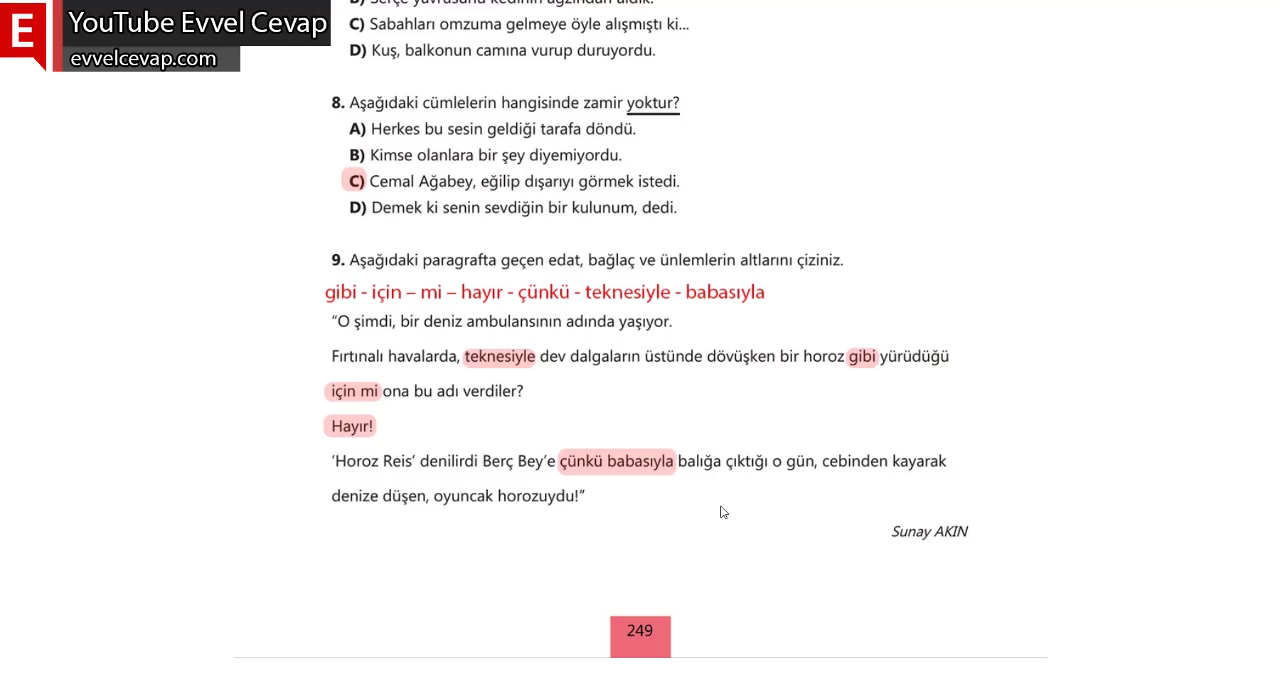 E
YouTube Evvel Cevap
evvelcevap.com
B) Serçe yavrusunu kedinin ağzından aldık.
C) Sabahları omzuma gelmeye öyle alışmıştı ki...
D) Kuş, balkonun camına vurup duruyordu.
8. Aşağıdaki cümlelerin hangisinde zamir yoktur?
A) Herkes bu sesin geldiği tarafa döndü.
B) Kimse olanlara bir şey diyemiyordu.
C) Cemal Ağabey, eğilip dışarıyı görmek istedi.
D) Demek ki senin sevdiğin bir kulunum, dedi.
9. Aşağıdaki paragrafta geçen edat, bağlaç ve ünlemlerin altlarını çiziniz.
gibi - için – mi – hayır - çünkü - teknesiyle - babasıyla
“O şimdi, bir deniz ambulansının adında yaşıyor.
Fırtınalı havalarda, teknesiyle dev dalgaların üstünde dövüşken bir horoz gibi yürüdüğü
için mi ona bu adı verdiler?
Hayır!
‘Horoz Reis’ denilirdi Berç Bey’e çünkü babasıyla balığa çıktığı o gün, cebinden kayarak
denize düşen, oyuncak horozuydu!”
Sunay AKIN
249